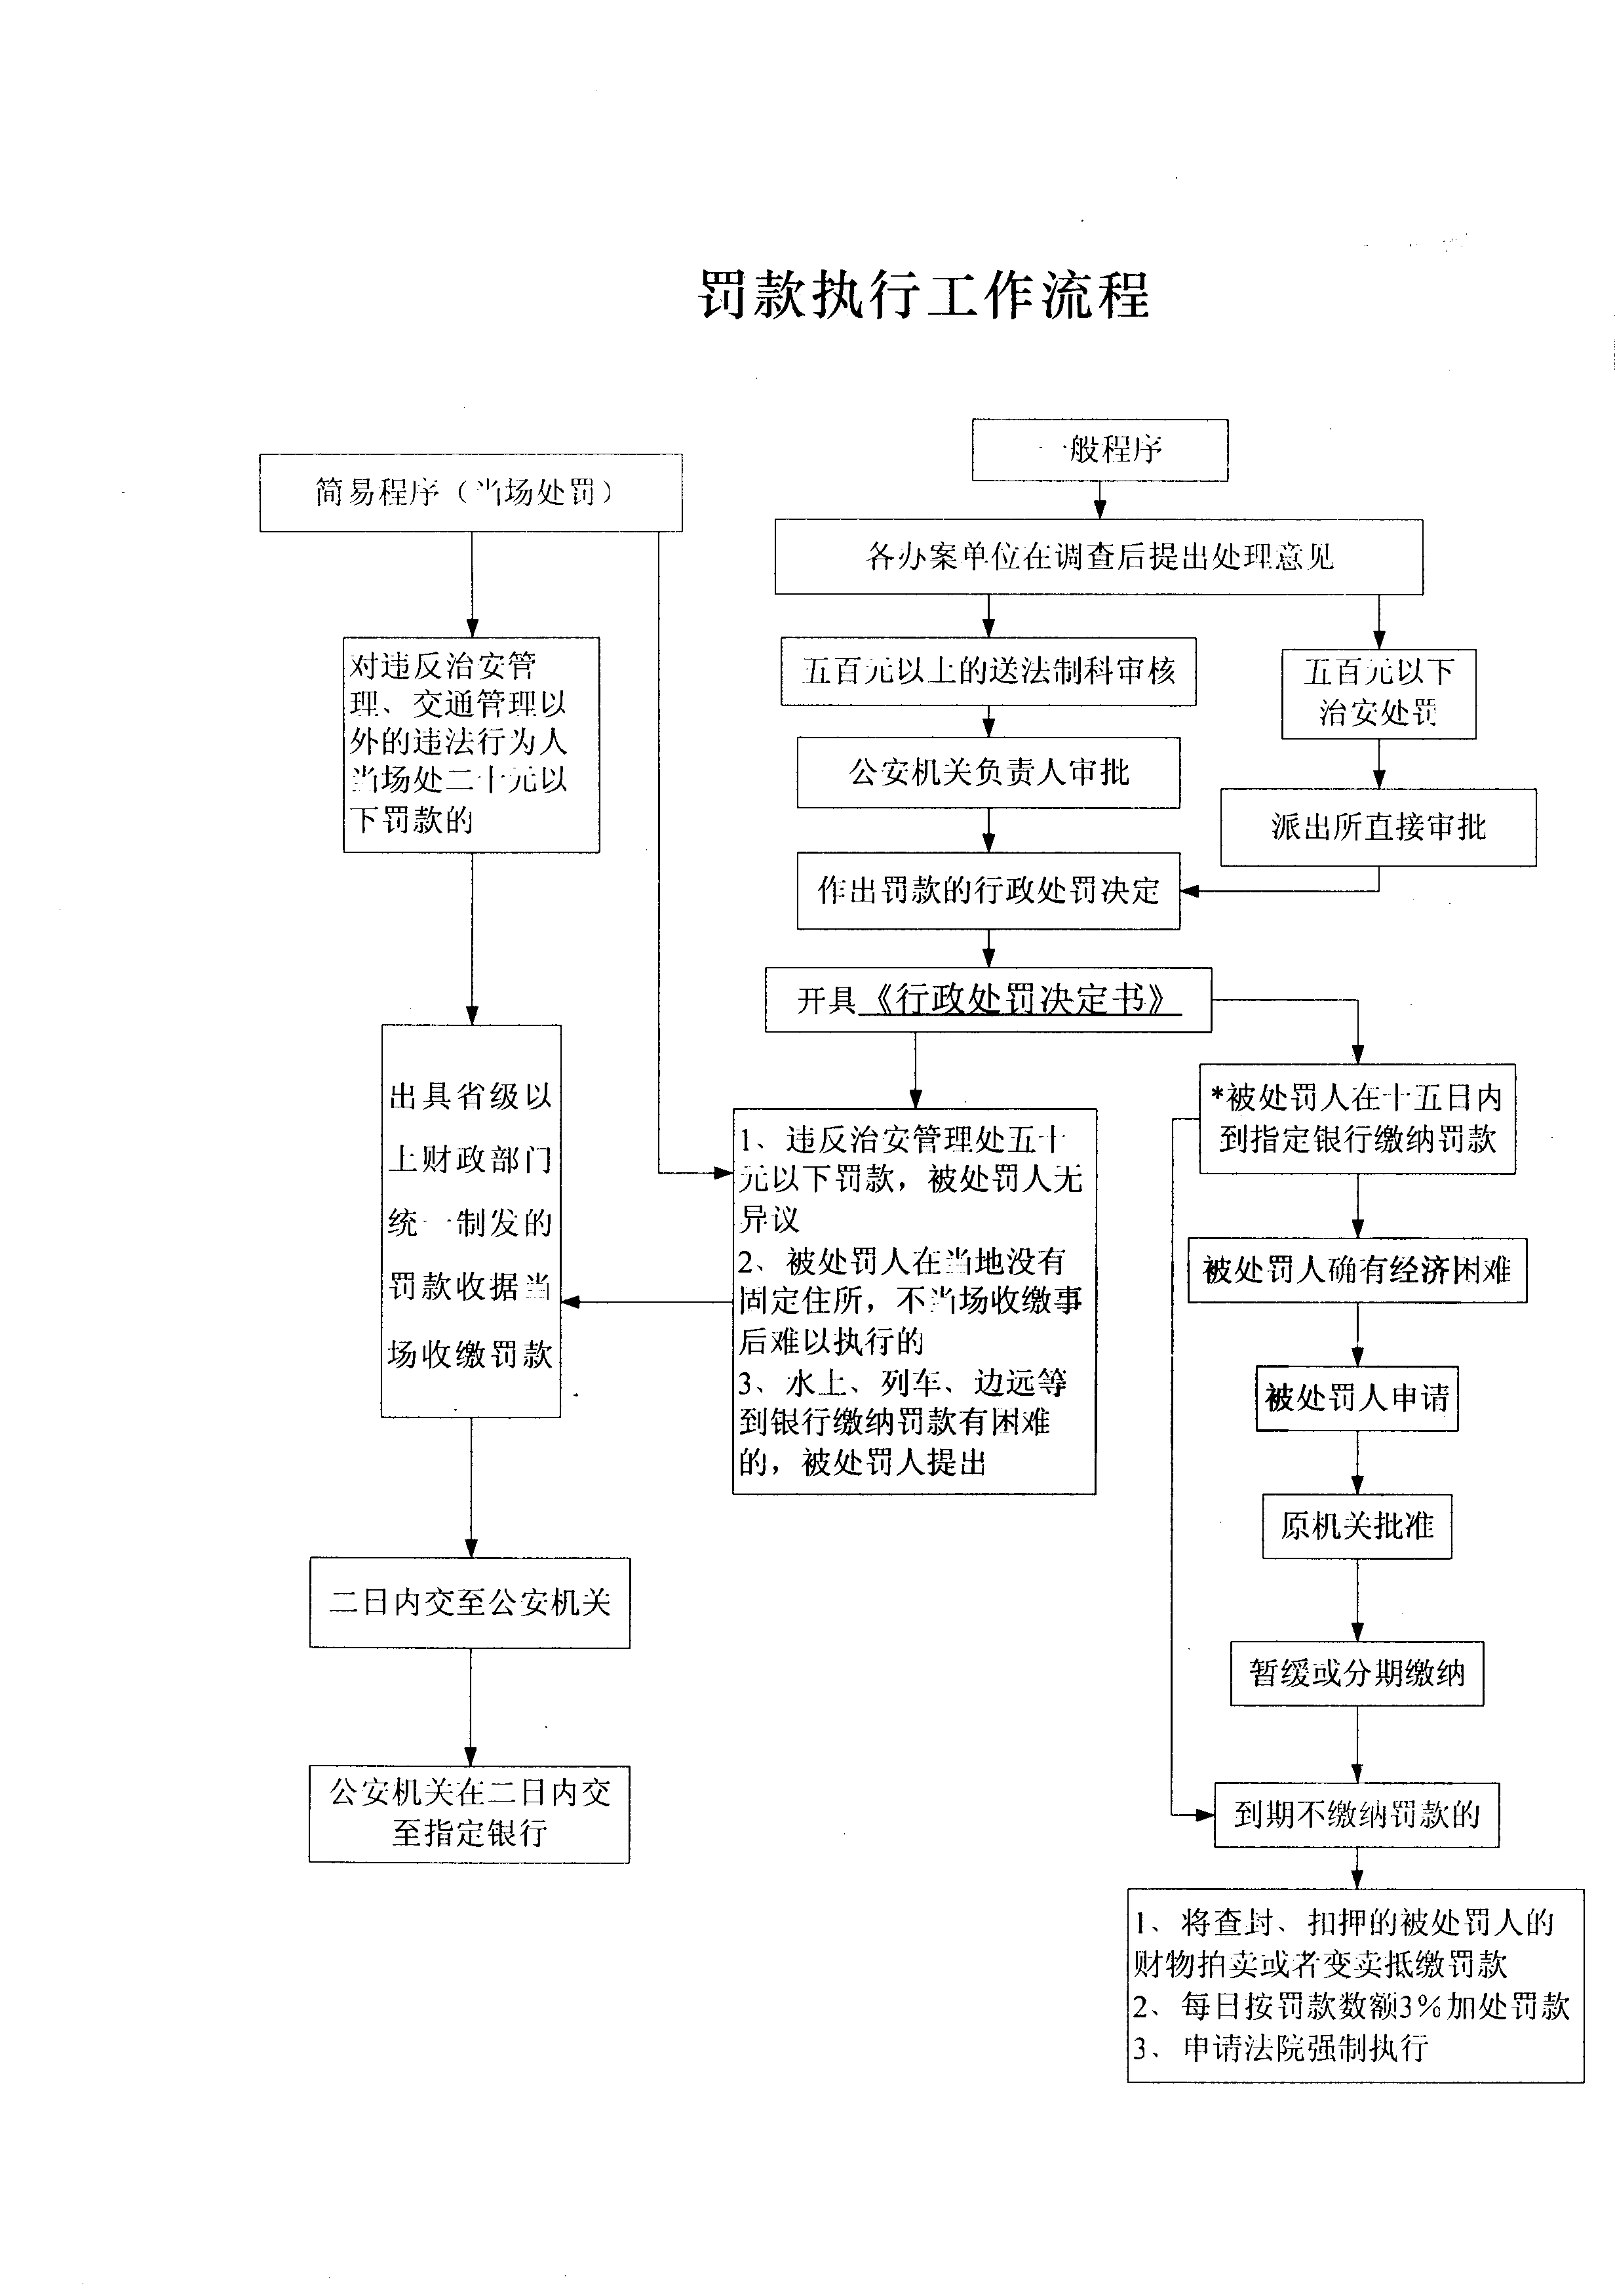 罚款执行工作流程
一般程序
简易程序（当场处罚）
各办案单位在调查后提出处理意见
五百元以上的送法制科审核
五百元以下
治安处罚
对违反治安管
理、交通管理以
外的违法行为人
当场处二十元以
下罚款的
公安机关负责人审批
派出所直接审批
作出罚款的行政处罚决定
开具《行政处罚决定书》
出具省级以
上财政部门
统一制发的
罚款收据当
场收缴罚款
1、违反治安管理处五十
元以下罚款，被处罚人无
异议
2、被处罚人在当地没有
固定住所，不当场收缴事
后难以执行的
3、水上、列车、边远等
到银行缴纳罚款有困难
的，被处罚人提出
*被处罚人在十五日内
到指定银行缴纳罚款
被处罚人确有经济困难
被处罚人申请
原机关批准
二日内交至公安机关
暂缓或分期缴纳
公安机关在二日内交
至指定银行
到期不缴纳罚款的
1、将查封、扣押的被处罚人的
财物拍卖或者变卖抵缴罚款
2、每日按罚款数额3%加处罚款
3、申请法院强制执行